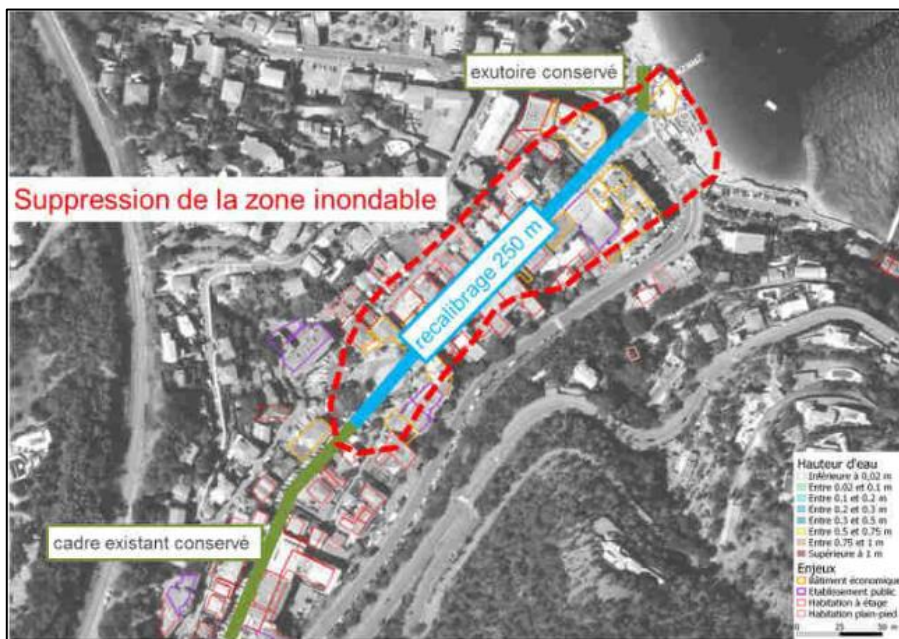 exutoire conservé
Suppression de la zone inondable
recalibrage 250 m
cadre existant conservé
Hauteur d'eau
Inférieure à 0,02 m
Entre 0.02 et 0.1 m
Entre 0.1 et 0.2 m
Entre 0.2 et 0.3 m
Entre 0.3 et 0.5 m
Entre 0.5 et 0.75 m
Entre 0.75 et 1 m
Supérieure à 1 m
Enjeux
Bâtiment économique
Etablissement public
Habitation à étage
Habitation plain-pied
0 25 50 m